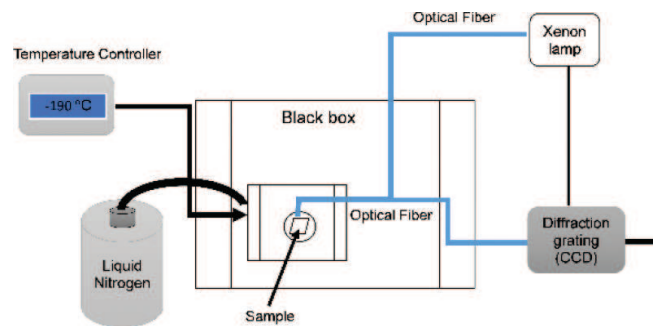 Optical Fiber
Xenon
lamp
Temperature Controller
-190 °C
Black box
Optical Fiber
Diffraction
grating
(CCD)
Liquid
Nitrogen
Sample